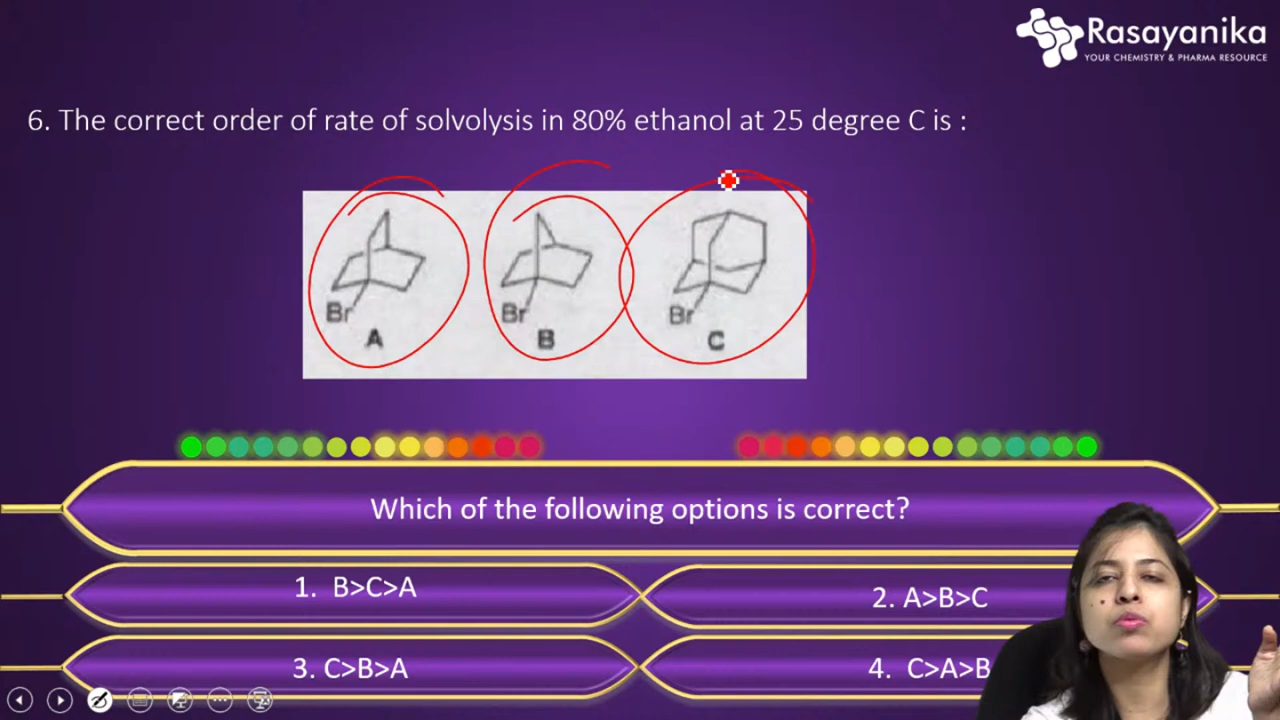 Rasayanika
YOUR CHEMISTRY & PHARMA RESOURCE
6. The correct order of rate of solvolysis in 80% ethanol at 25 degree C is :
Br Br Br
A B C
Which of the following options is correct?
1. B>C>A
2. A>B>C
3. C>B>A
4. C>A>B